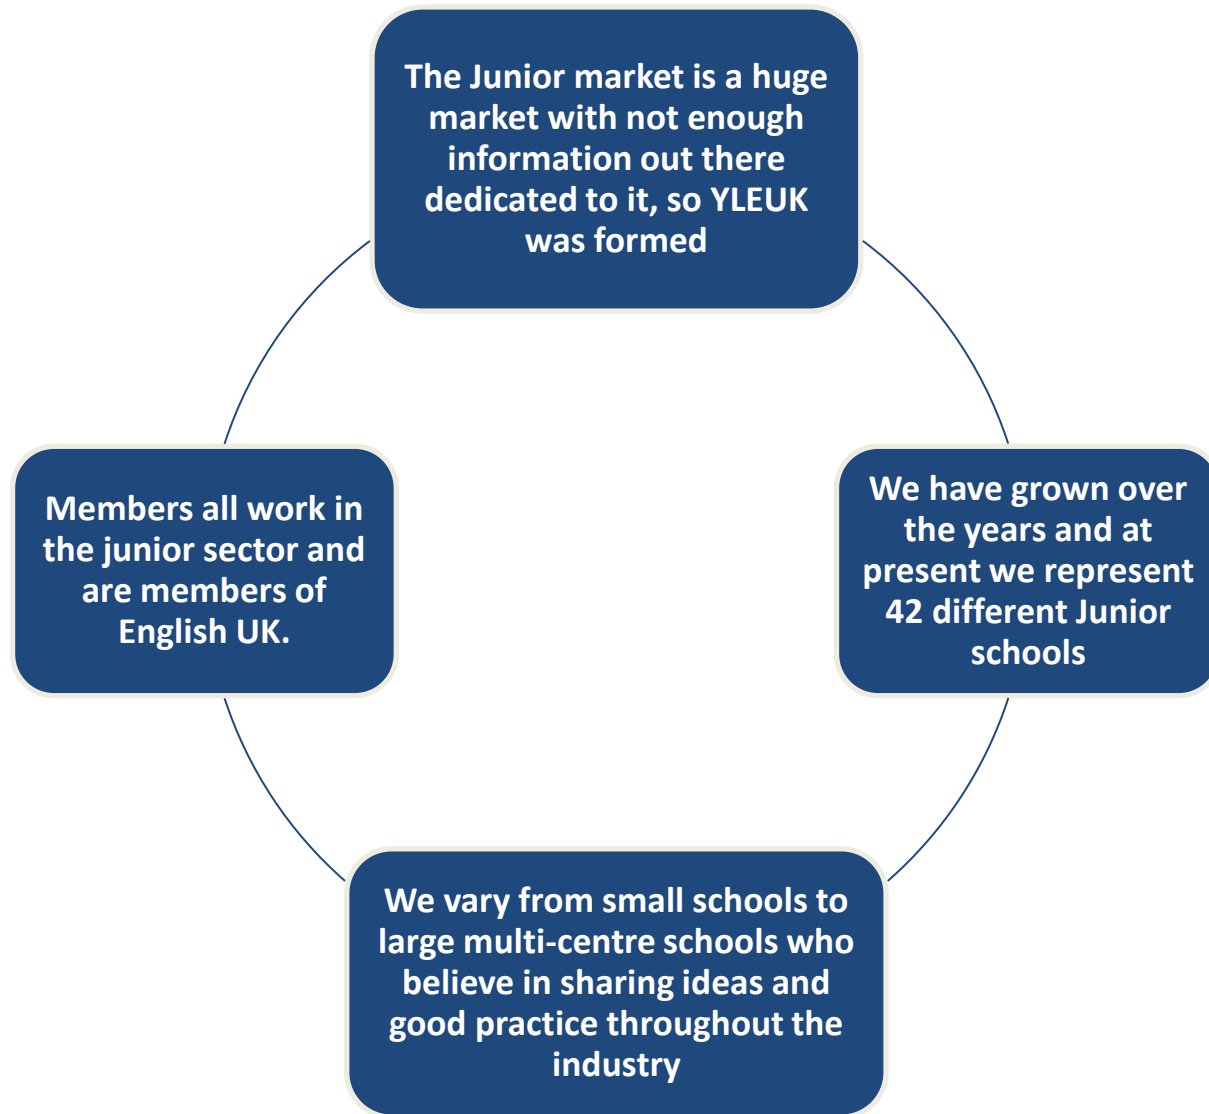 The Junior market is a huge
market with not enough
information out there
dedicated to it, so YLEUK
was formed
We have grown over
the years and at
present we represent
42 different Junior
schools
We vary from small schools to
large multi-centre schools who
believe in sharing ideas and
good practice throughout the
industry
Members all work in
the junior sector and
are members of
English UK.